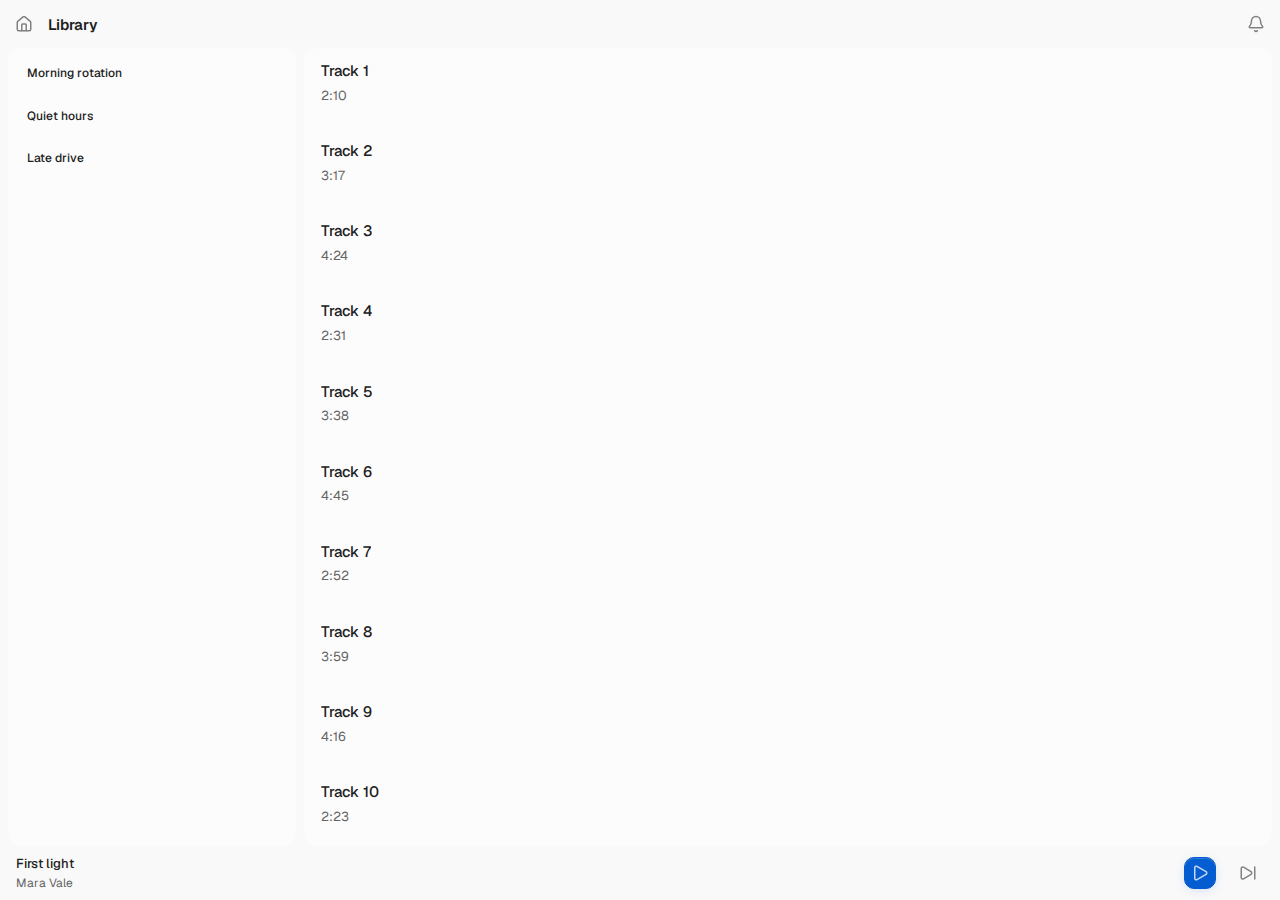 Library
Morning rotation
Quiet hours
Late drive
Track 1
2:10
Track 2
3:17
Track 3
4:24
Track 4
2:31
Track 5
3:38
Track 6
4:45
Track 7
2:52
Track 8
3:59
Track 9
4:16
Track 10
2:23
First light
Mara Vale